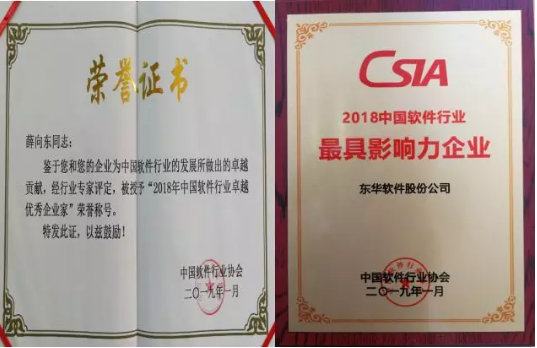 荣誉证书
薛向东同志：
鉴于您和您的企业为中国软件行业的发展所做出的卓越
贡献，经行业专家评定，被授予“2018年中国软件行业卓越
优秀企业家”荣誉称号。
特发此证，以兹鼓励！
中国软件行业协会
二〇一九年一月
CSIA
2018中国软件行业
最具影响力企业
东华软件股份公司
中国软件行业协会
二〇一九年一月